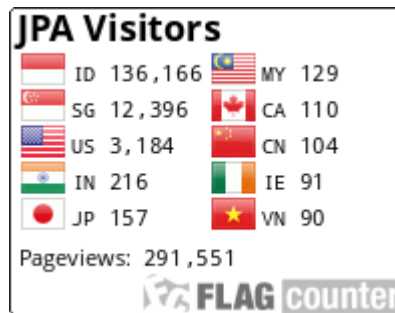 JPA Visitors
ID 136,166 MY 129
SG 12,396 CA 110
US 3,184 CN 104
IN 216 IE 91
JP 157 VN 90
Pageviews: 291,551
FLAG counter